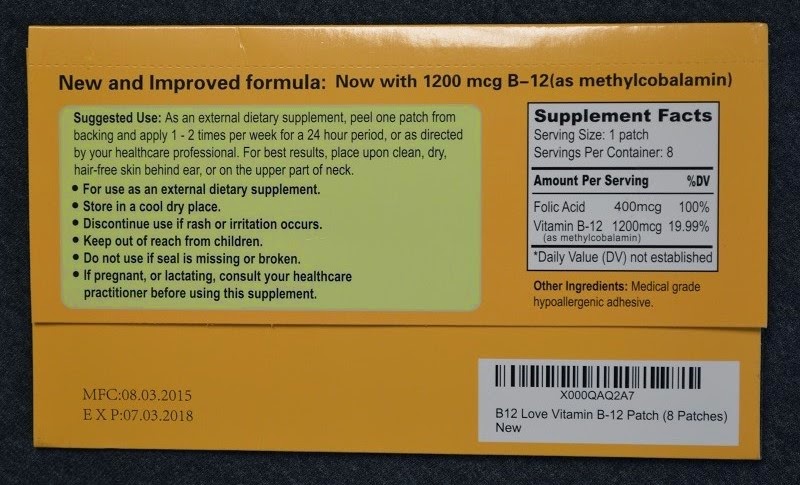 New and Improved formula: Now with 1200 mcg B-12(as methylcobalamin)
Suggested Use: As an external dietary supplement, peel one patch from
backing and apply 1 - 2 times per week for a 24 hour period, or as directed
by your healthcare professional. For best results, place upon clean, dry,
hair-free skin behind ear, or on the upper part of neck.
• For use as an external dietary supplement.
• Store in a cool dry place.
• Discontinue use if rash or irritation occurs.
• Keep out of reach from children.
• Do not use if seal is missing or broken.
• If pregnant, or lactating, consult your healthcare
practitioner before using this supplement.
Supplement Facts
Serving Size: 1 patch
Servings Per Container: 8
Amount Per Serving %DV
Folic Acid 400mcg 100%
Vitamin B-12 1200mcg 19.99%
(as methylcobalamin)
*Daily Value (DV) not established
Other Ingredients: Medical grade
hypoallergenic adhesive.
MFC:08.03.2015
E X P:07.03.2018
X000QAQ2A7
B12 Love Vitamin B-12 Patch (8 Patches)
New